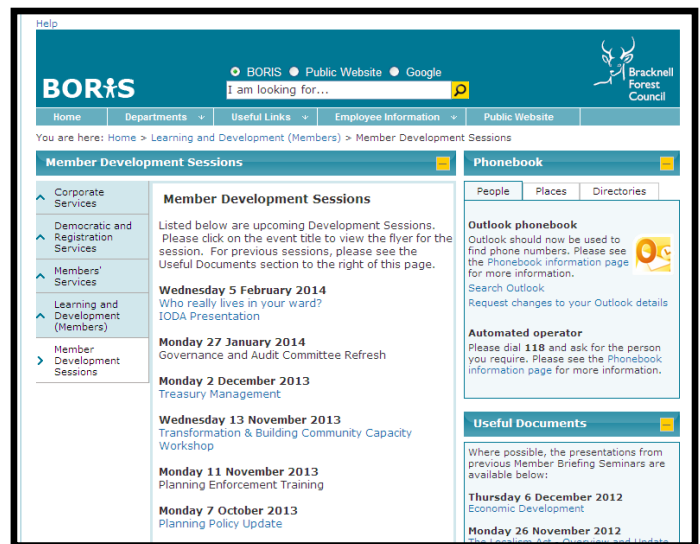 Help
BORiS
BORIS Public Website Google
I am looking for...
Bracknell
Forest
Council
Home Departments Useful Links Employee Information Public Website
You are here: Home > Learning and Development (Members) > Member Development Sessions
Member Development Sessions
Corporate
Services
Democratic and
Registration
Services
Members'
Services
Learning and
Development
(Members)
Member
Development
Sessions
Member Development Sessions
Listed below are upcoming Development Sessions.
Please click on the event title to view the flyer for the
session. For previous sessions, please see the
Useful Documents section to the right of this page.
Wednesday 5 February 2014
Who really lives in your ward?
IODA Presentation
Monday 27 January 2014
Governance and Audit Committee Refresh
Monday 2 December 2013
Treasury Management
Wednesday 13 November 2013
Transformation & Building Community Capacity
Workshop
Monday 11 November 2013
Planning Enforcement Training
Monday 7 October 2013
Planning Policy Update
Phonebook
People Places Directories
Outlook phonebook
Outlook should now be used to
find phone numbers. Please see
the Phonebook information page
for more information.
Search Outlook
Request changes to your Outlook details
Automated operator
Please dial 118 and ask for the person
you require. Please see the Phonebook
information page for more information.
Useful Documents
Where possible, the presentations from
previous Member Briefing Seminars are
available below:
Thursday 6 December 2012
Economic Development
Monday 26 November 2012
The Localism Act - Overview and Update